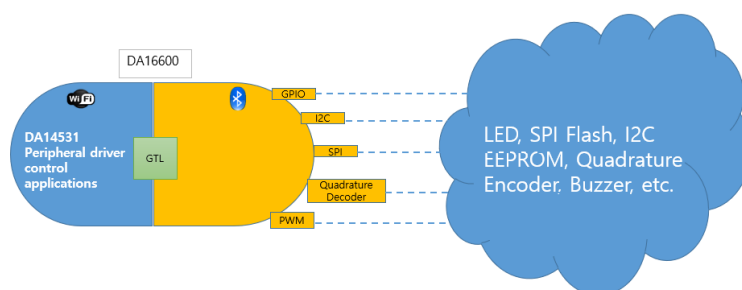 DA16600
WiFi
DA14531
Peripheral driver
control
applications
GTL
GPIO
I2C
SPI
Quadrature
Decoder
PWM
LED, SPI Flash, I2C
EEPROM, Quadrature
Encoder, Buzzer, etc.